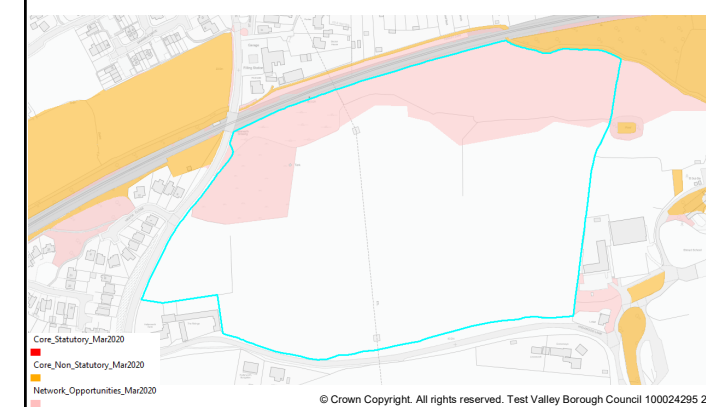 Core_Statutory_Mar2020
Core_Non_Statutory_Mar2020
Network_Opportunities_Mar2020
© Crown Copyright. All rights reserved. Test Valley Borough Council 100024295 2